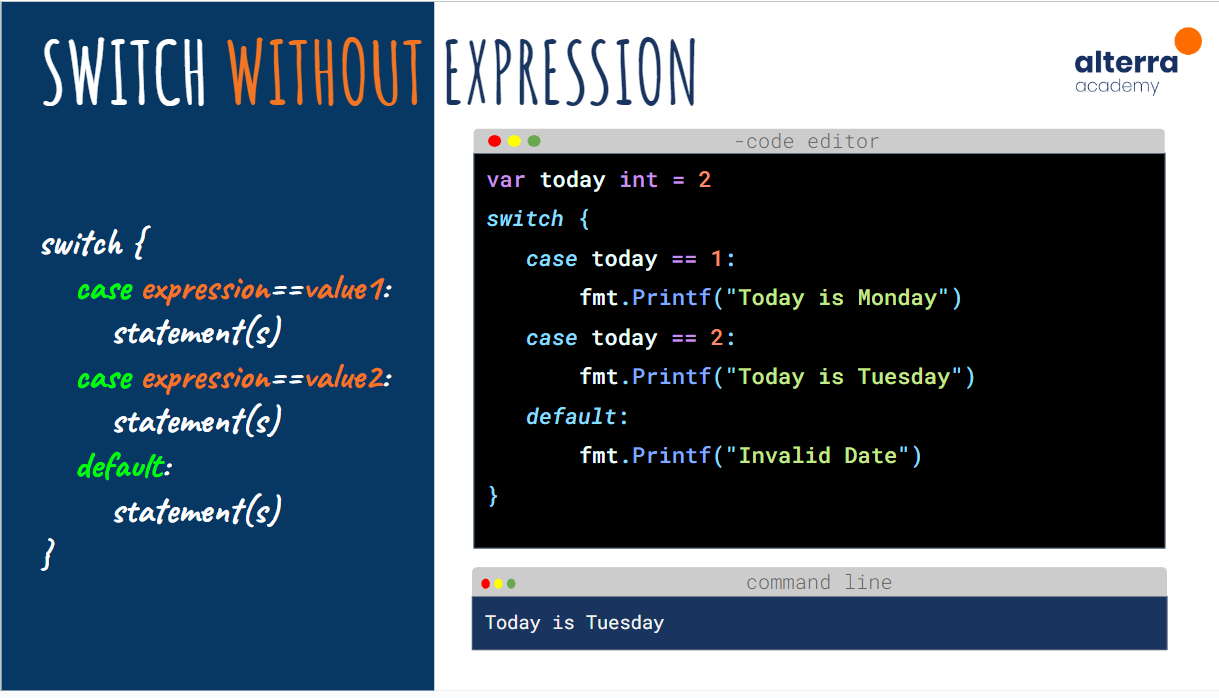 SWITCH WITHOUT EXPRESSION
alterra
academy
switch {
case expression==value1:
statement(s)
case expression==value2:
statement(s)
default:
statement(s)
}
-code editor
var today int = 2
switch {
case today == 1:
fmt.Printf("Today is Monday")
case today == 2:
fmt.Printf("Today is Tuesday")
default:
fmt.Printf("Invalid Date")
}
command line
Today is Tuesday